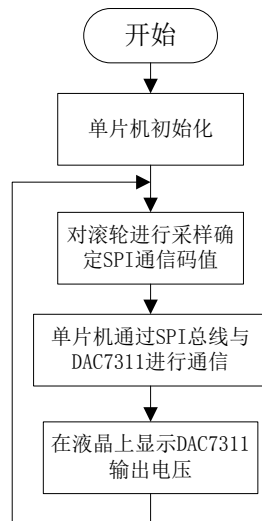 开始
单片机初始化
对滚轮进行采样确
定SPI通信码值
单片机通过SPI总线与
DAC7311进行通信
在液晶上显示DAC7311
输出电压